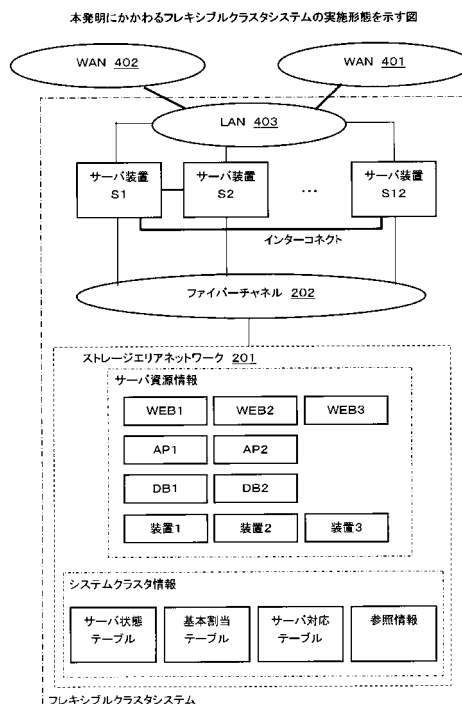 本発明にかかわるフレキシブルクラスタシステムの実施形態を示す図
WAN 402
WAN 401
LAN 403
サーバ装置
S1
サーバ装置
S2
...
サーバ装置
S12
インターコネクト
ファイバーチャネル 202
ストレージエリアネットワーク 201
サーバ資源情報
WEB1
WEB2
WEB3
AP1
AP2
DB1
DB2
装置1
装置2
装置3
システムクラスタ情報
サーバ状態
テーブル
基本割当
テーブル
サーバ対応
テーブル
参照情報
フレキシブルクラスタシステム